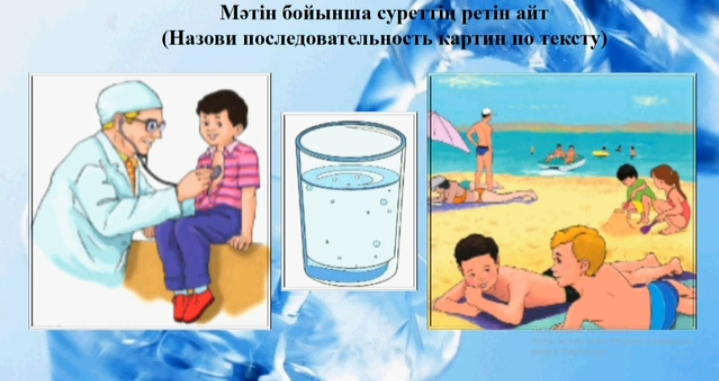 Мәтін бойынша суреттің ретін айт
(Назови последовательность картин по тексту)